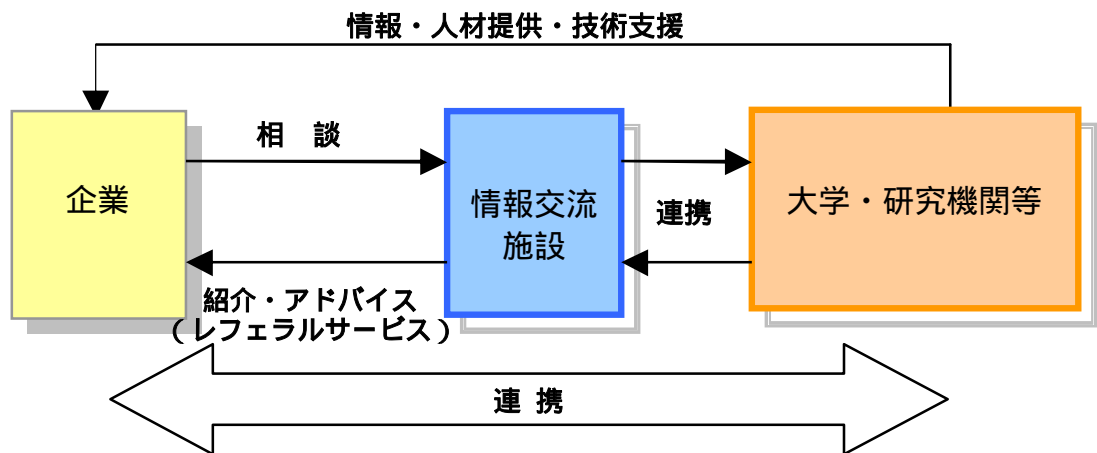 情報・人材提供・技術支援
相　談
企業
情報交流
施設
連携
大学・研究機関等
紹介・アドバイス
（レフェラルサービス）
連 携